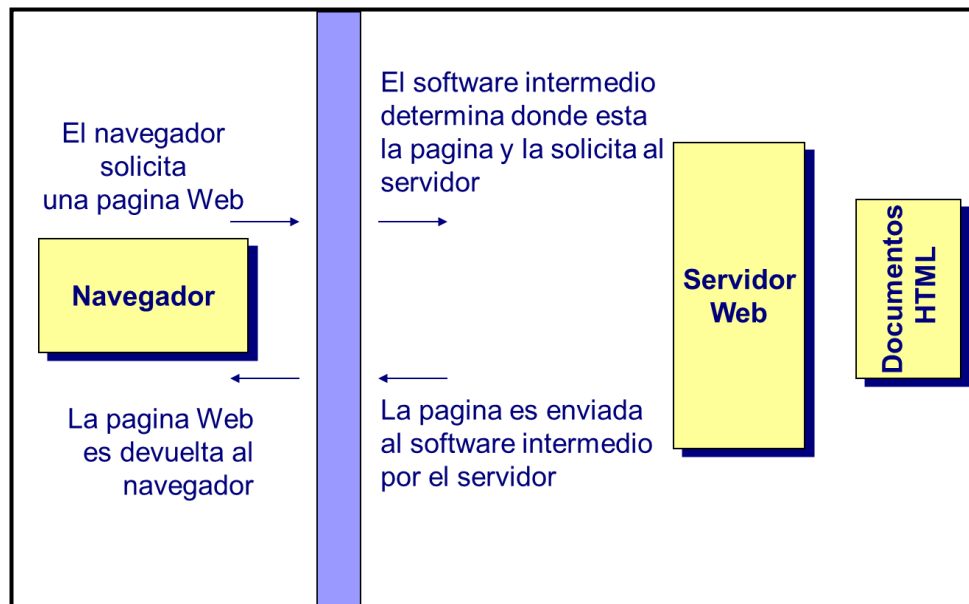 El navegador
solicita
una pagina Web
El software intermedio
determina donde esta
la pagina y la solicita al
servidor
Navegador
Servidor
Web
Documentos
HTML
La pagina Web
es devuelta al
navegador
La pagina es enviada
al software intermedio
por el servidor